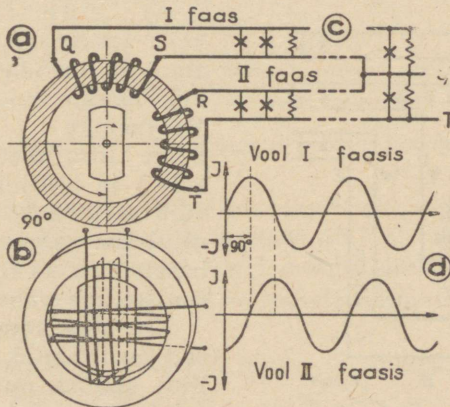 a,
I faas
c
Q
S
II faas
R
T
T
90°
Vool I faasis
J
-J
90°
b
d
J
-J
Vool II faasis